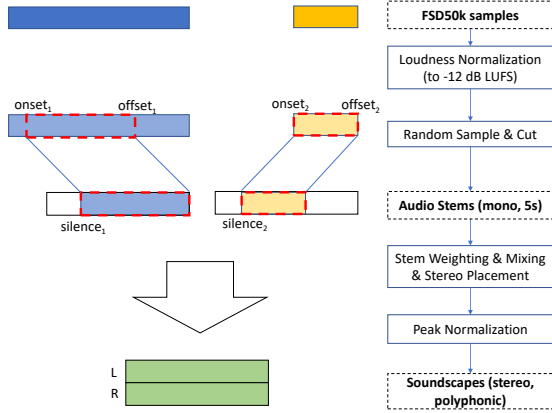 FSD50k samples
Loudness Normalization
(to -12 dB LUFS)
onset₁
offset₁
onset₂
offset₂
Random Sample & Cut
silence₁
silence₂
Audio Stems (mono, 5s)
Stem Weighting & Mixing
& Stereo Placement
Peak Normalization
L
R
Soundscapes (stereo,
polyphonic)